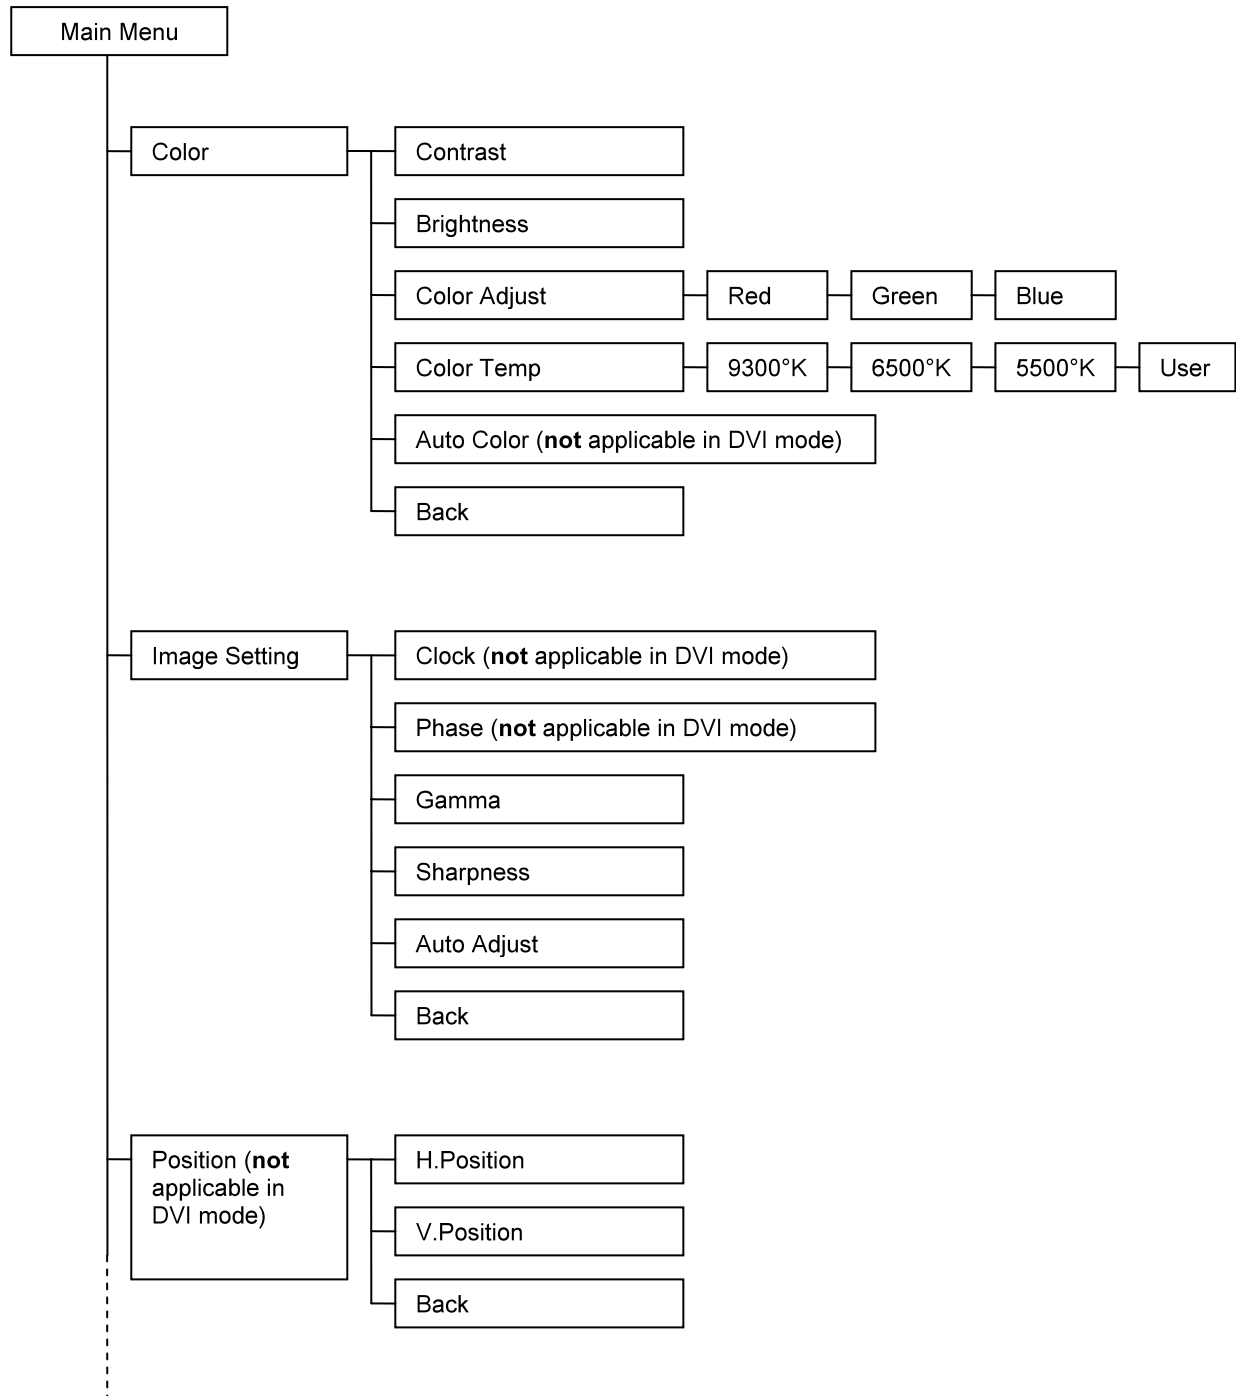 Main Menu
Color
Contrast
Brightness
Color Adjust
Red
Green
Blue
Color Temp
9300°K
6500°K
5500°K
User
Auto Color (not applicable in DVI mode)
Back
Image Setting
Clock (not applicable in DVI mode)
Phase (not applicable in DVI mode)
Gamma
Sharpness
Auto Adjust
Back
Position (not
applicable in
DVI mode)
H.Position
V.Position
Back